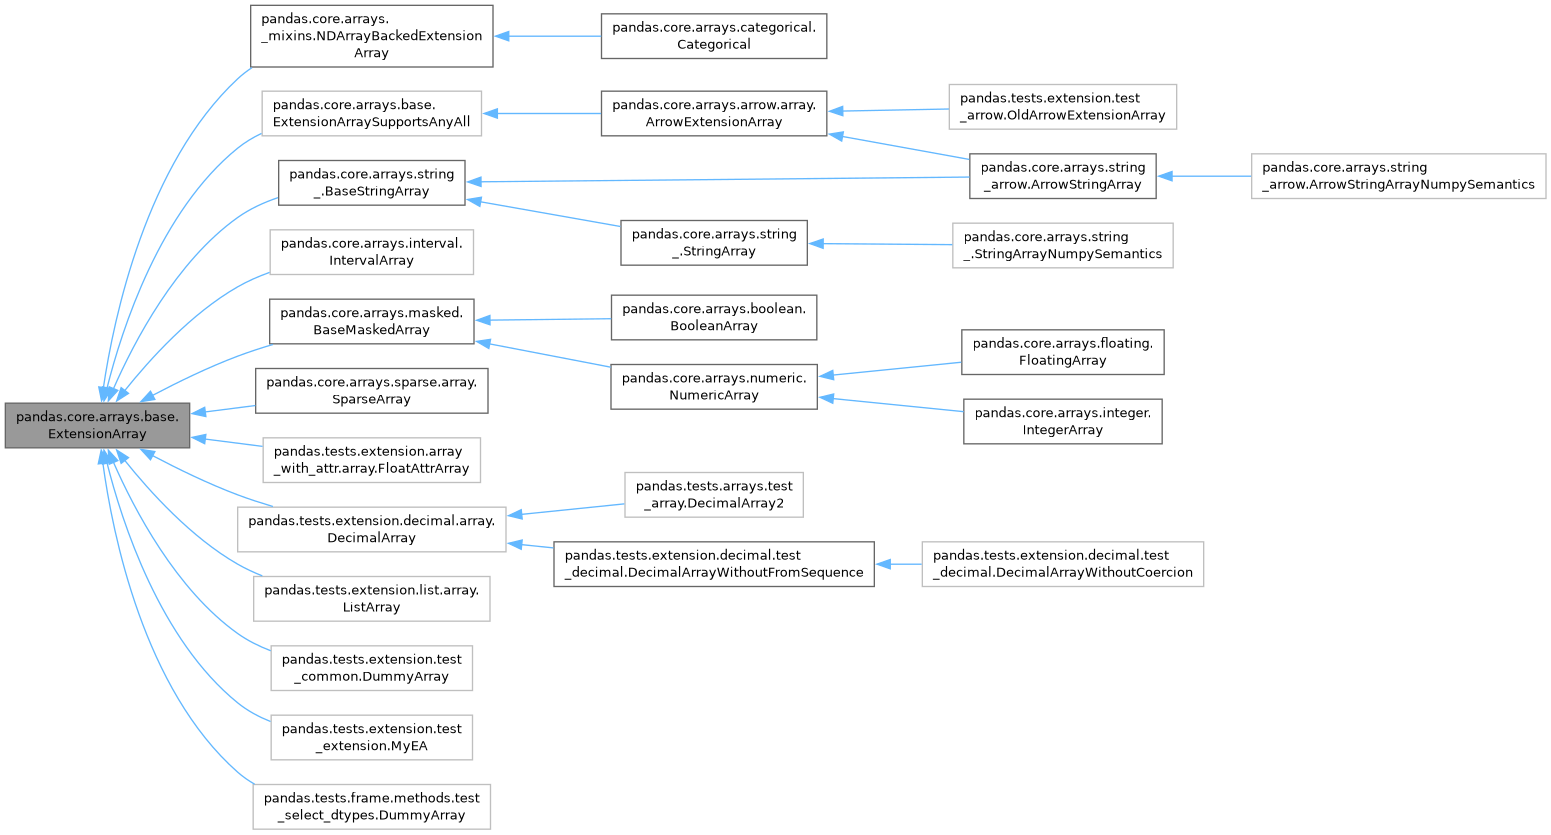 pandas.core.arrays.
_mixins.NDArrayBackedExtension
Array
pandas.core.arrays.categorical.
Categorical
pandas.core.arrays.base.
ExtensionArraySupportsAnyAll
pandas.core.arrays.arrow.array.
ArrowExtensionArray
pandas.tests.extension.test
_arrow.OldArrowExtensionArray
pandas.core.arrays.string
_.BaseStringArray
pandas.core.arrays.string
_arrow.ArrowStringArray
pandas.core.arrays.string
_arrow.ArrowStringArrayNumpySemantics
pandas.core.arrays.string
_.StringArray
pandas.core.arrays.string
_.StringArrayNumpySemantics
pandas.core.arrays.interval.
IntervalArray
pandas.core.arrays.masked.
BaseMaskedArray
pandas.core.arrays.boolean.
BooleanArray
pandas.core.arrays.numeric.
NumericArray
pandas.core.arrays.floating.
FloatingArray
pandas.core.arrays.integer.
IntegerArray
pandas.core.arrays.sparse.array.
SparseArray
pandas.core.arrays.base.
ExtensionArray
pandas.tests.extension.array
_with_attr.array.FloatAttrArray
pandas.tests.extension.decimal.array.
DecimalArray
pandas.tests.arrays.test
_array.DecimalArray2
pandas.tests.extension.decimal.test
_decimal.DecimalArrayWithoutFromSequence
pandas.tests.extension.decimal.test
_decimal.DecimalArrayWithoutCoercion
pandas.tests.extension.list.array.
ListArray
pandas.tests.extension.test
_common.DummyArray
pandas.tests.extension.test
_extension.MyEA
pandas.tests.frame.methods.test
_select_dtypes.DummyArray